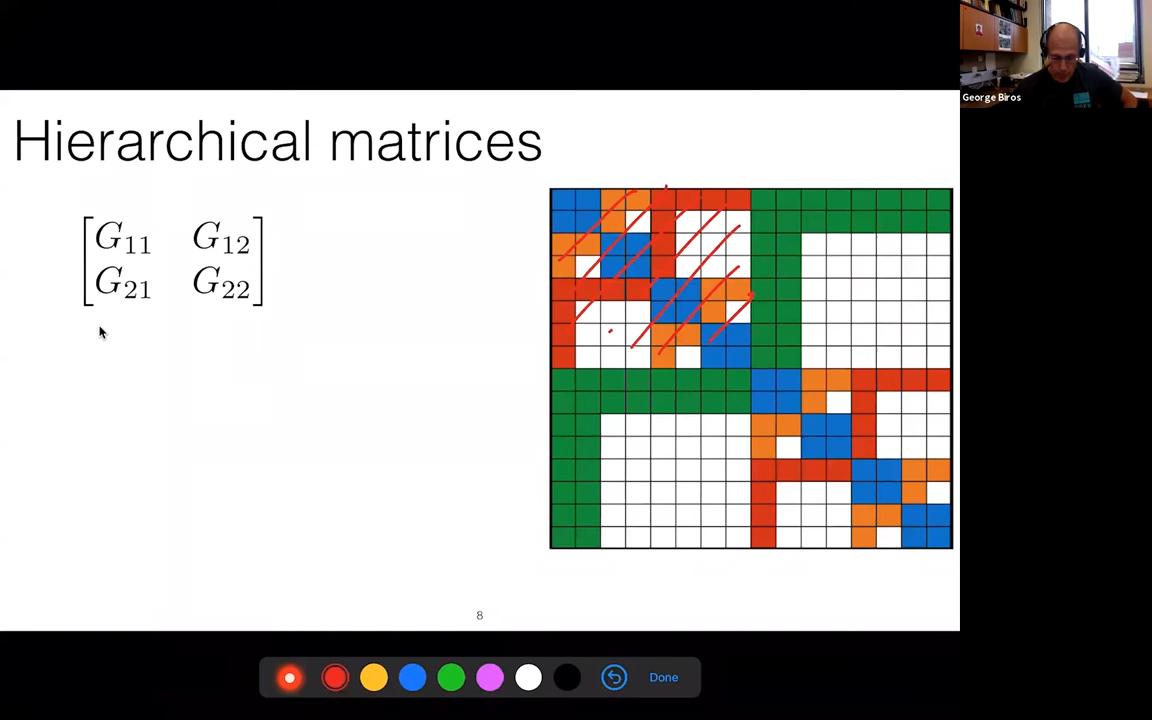 George Biros
Hierarchical matrices
G11 G12
G21 G22
8
Done